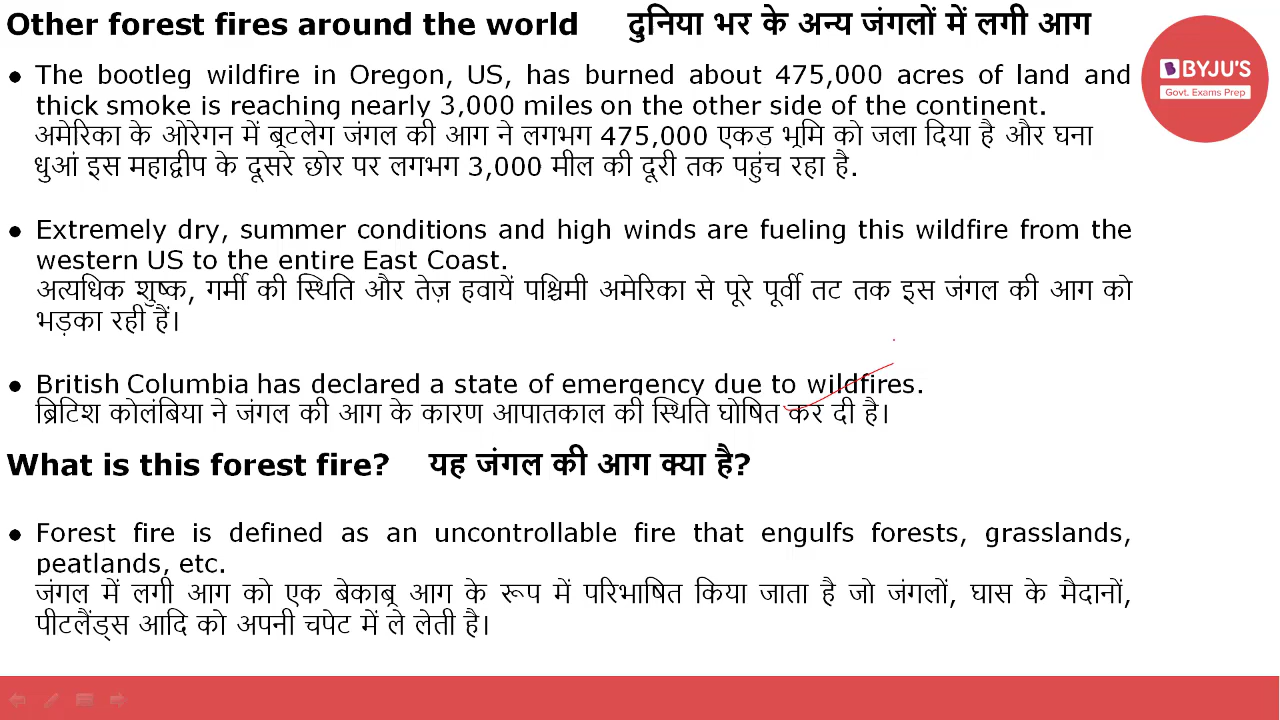 Other forest fires around the world दुनिया भर के अन्य जंगलों में लगी आग
BYJU'S
Govt. Exams Prep
• The bootleg wildfire in Oregon, US, has burned about 475,000 acres of land and
thick smoke is reaching nearly 3,000 miles on the other side of the continent.
अमेरिका के ओरेगन में बूटलेग जंगल की आग ने लगभग 475,000 एकड़ भूमि को जला दिया है और घना
धुआं इस महाद्वीप के दूसरे छोर पर लगभग 3,000 मील की दूरी तक पहुंच रहा है.
• Extremely dry, summer conditions and high winds are fueling this wildfire from the
western US to the entire East Coast.
अत्यधिक शुष्क, गर्मी की स्थिति और तेज़ हवायें पश्चिमी अमेरिका से पूरे पूर्वी तट तक इस जंगल की आग को
भड़का रही हैं।
• British Columbia has declared a state of emergency due to wildfires.
ब्रिटिश कोलंबिया ने जंगल की आग के कारण आपातकाल की स्थिति घोषित कर दी है।
What is this forest fire? यह जंगल की आग क्या है?
• Forest fire is defined as an uncontrollable fire that engulfs forests, grasslands,
peatlands, etc.
जंगल में लगी आग को एक बेकाबू आग के रूप में परिभाषित किया जाता है जो जंगलों, घास के मैदानों,
पीटलैंड्स आदि को अपनी चपेट में ले लेती है।